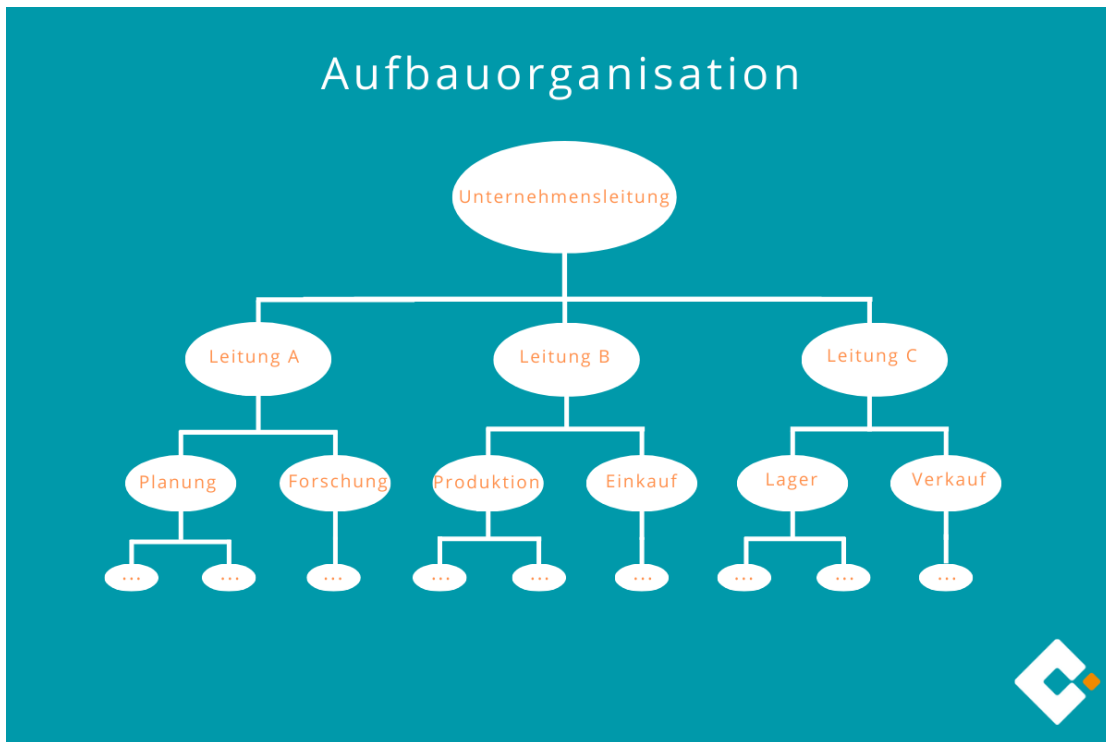 Aufbauorganisation
Unternehmensleitung
Leitung A
Leitung B
Leitung C
Planung
Forschung
Produktion
Einkauf
Lager
Verkauf
...
...
...
...
...
...
...
...
...